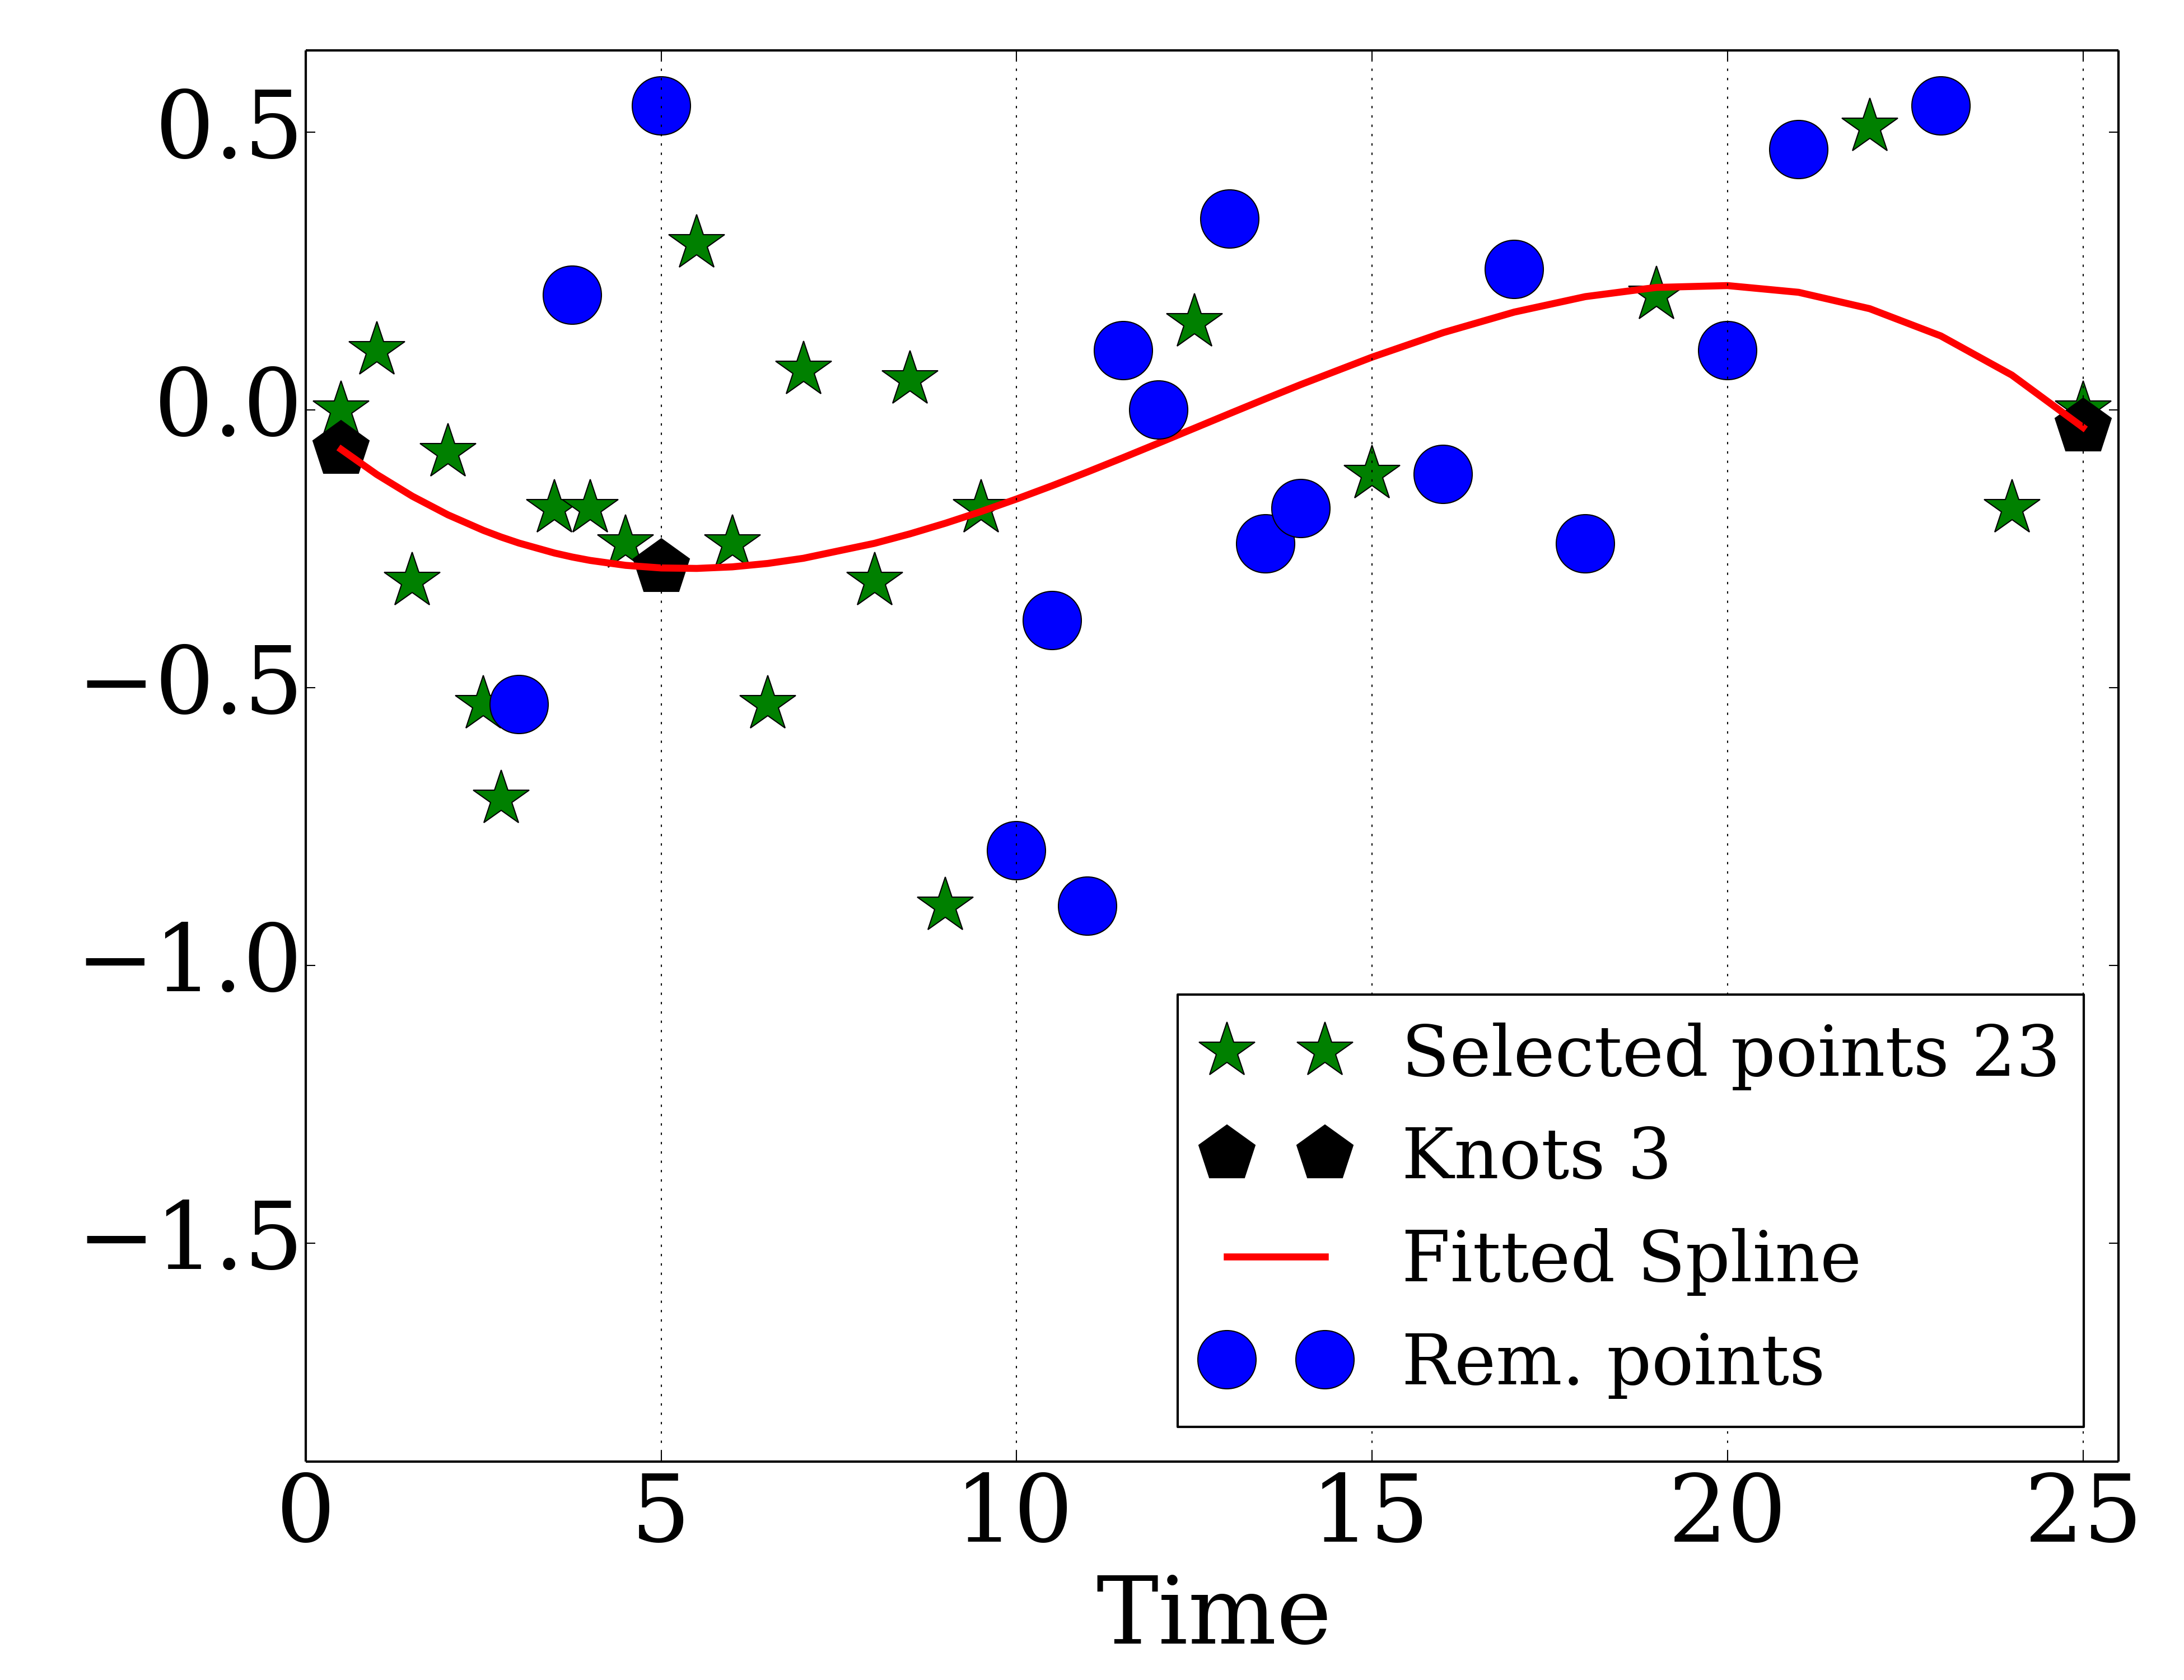 0.5
0.0
−0.5
−1.0
−1.5
Selected points 23
Knots 3
Fitted Spline
Rem. points
0 5 10 15 20 25
Time